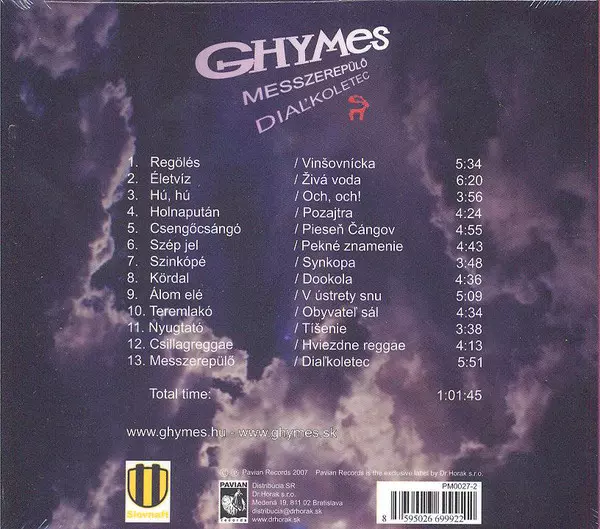 GHYMES
MESSZEREPÜLŐ
DIAĽKOLETEC
1. Regölés / Vinšovnícka 5:34
2. Életvíz / Živá voda 6:20
3. Hú, hú / Och, och! 3:56
4. Holnapután / Pozajtra 4:24
5. Csengőcsángó / Pieseň Čángov 4:55
6. Szép jel / Pekné znamenie 4:43
7. Szinkópé / Synkopa 3:48
8. Kördal / Dookola 4:36
9. Álom elé / V ústrety snu 5:09
10. Teremlakó / Obyvateľ sál 4:34
11. Nyugtató / Tíšenie 3:38
12. Csillagreggae / Hviezdne reggae 4:13
13. Messzerepülő / Diaľkoletec 5:51
Total time: 1:01:45
www.ghymes.hu - www.ghymes.sk
Pavian Records 2007 Pavian Records is the exclusive label by Dr.Horak s.r.o.
Slovnaft
PAVIAN
records
Distribúcia SR
Dr.Horak s.r.o.
Medená 19, 811 02 Bratislava
distribucia@drhorak.sk
www.drhorak.sk
PM0027-2
8 595026 699922